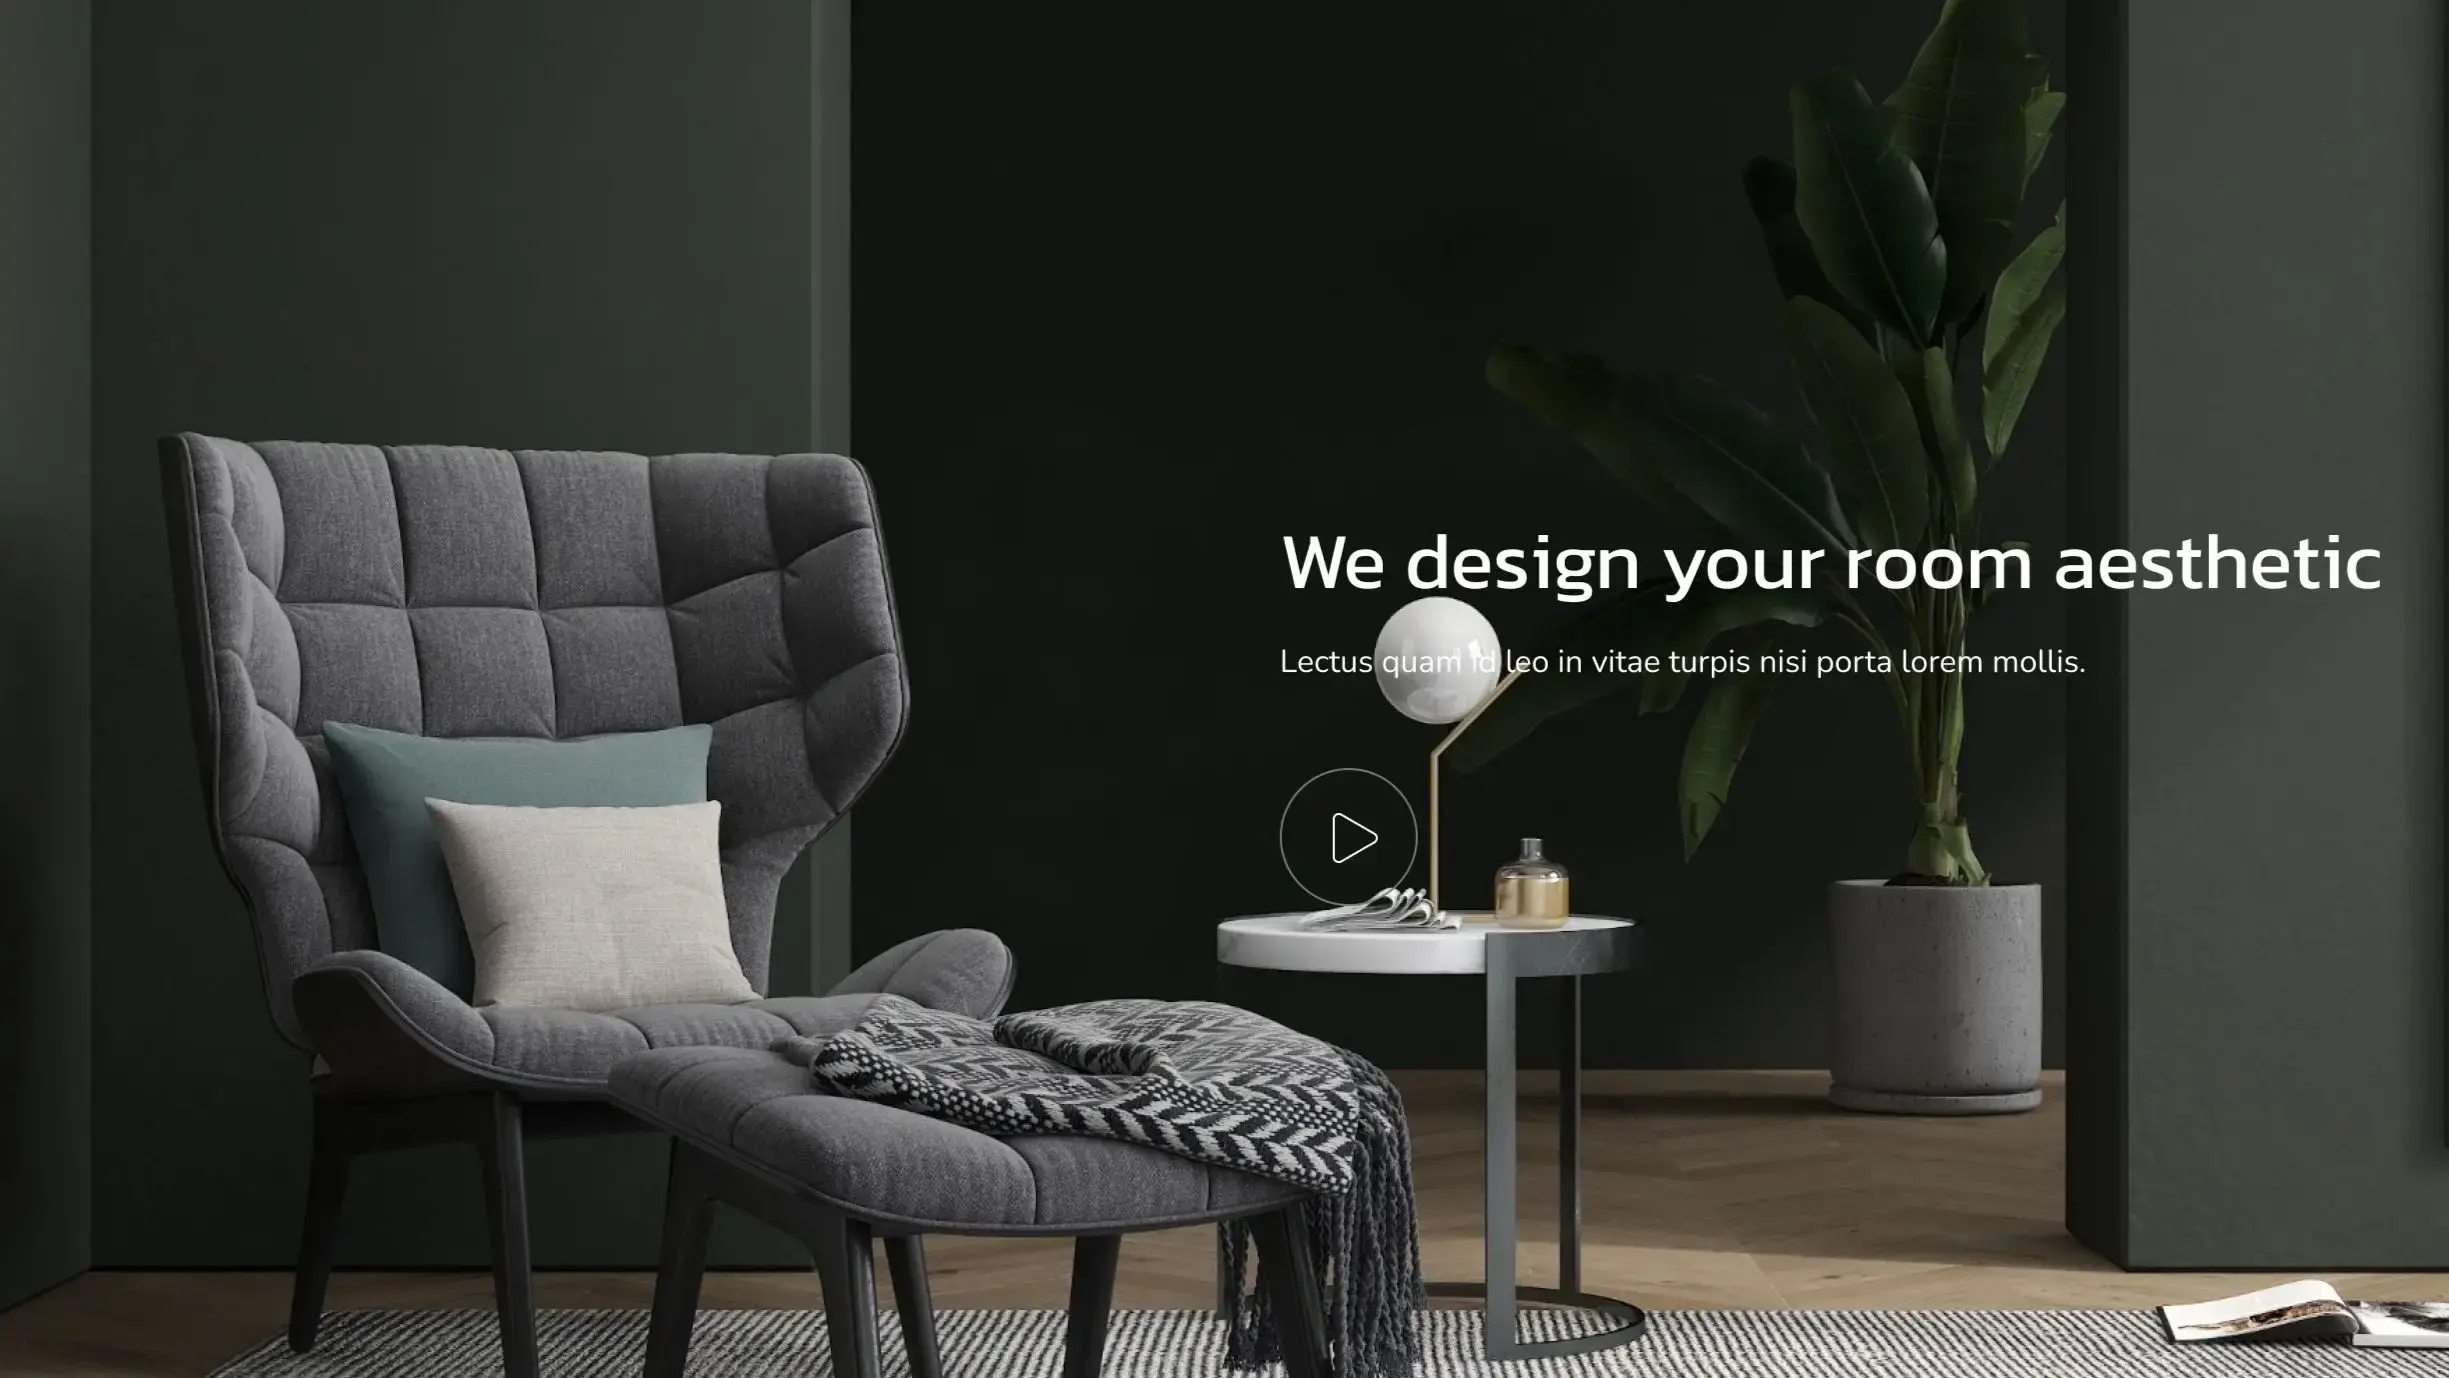 We design your room aesthetic
Lectus quam id leo in vitae turpis nisi porta lorem mollis.